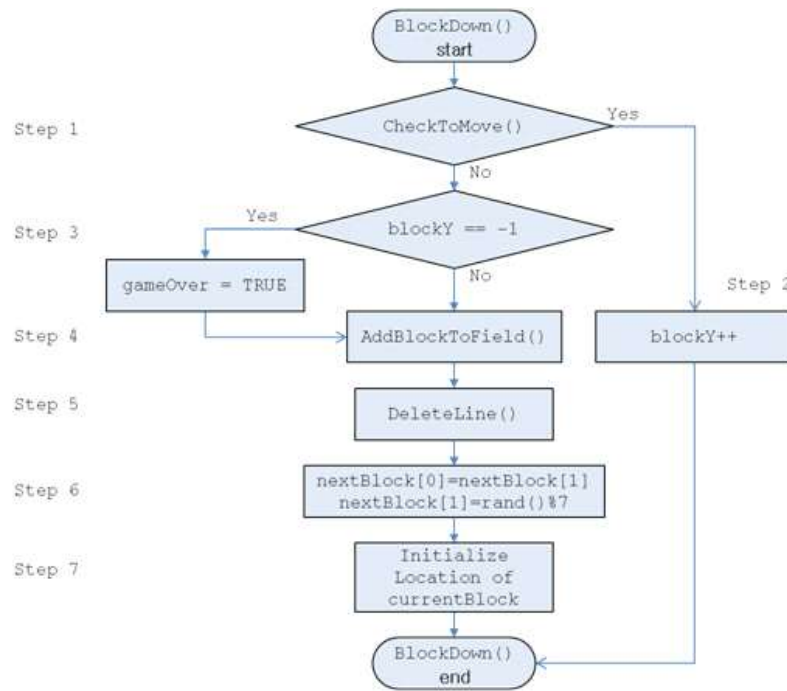 BlockDown()
start
Step 1
CheckToMove()
Yes
No
Step 3
Yes
blockY == -1
No
gameOver = TRUE
Step 2
Step 4
AddBlockToField()
blockY++
Step 5
DeleteLine()
Step 6
nextBlock[0]=nextBlock[1]
nextBlock[1]=rand()%7
Step 7
Initialize
Location of
currentBlock
BlockDown()
end